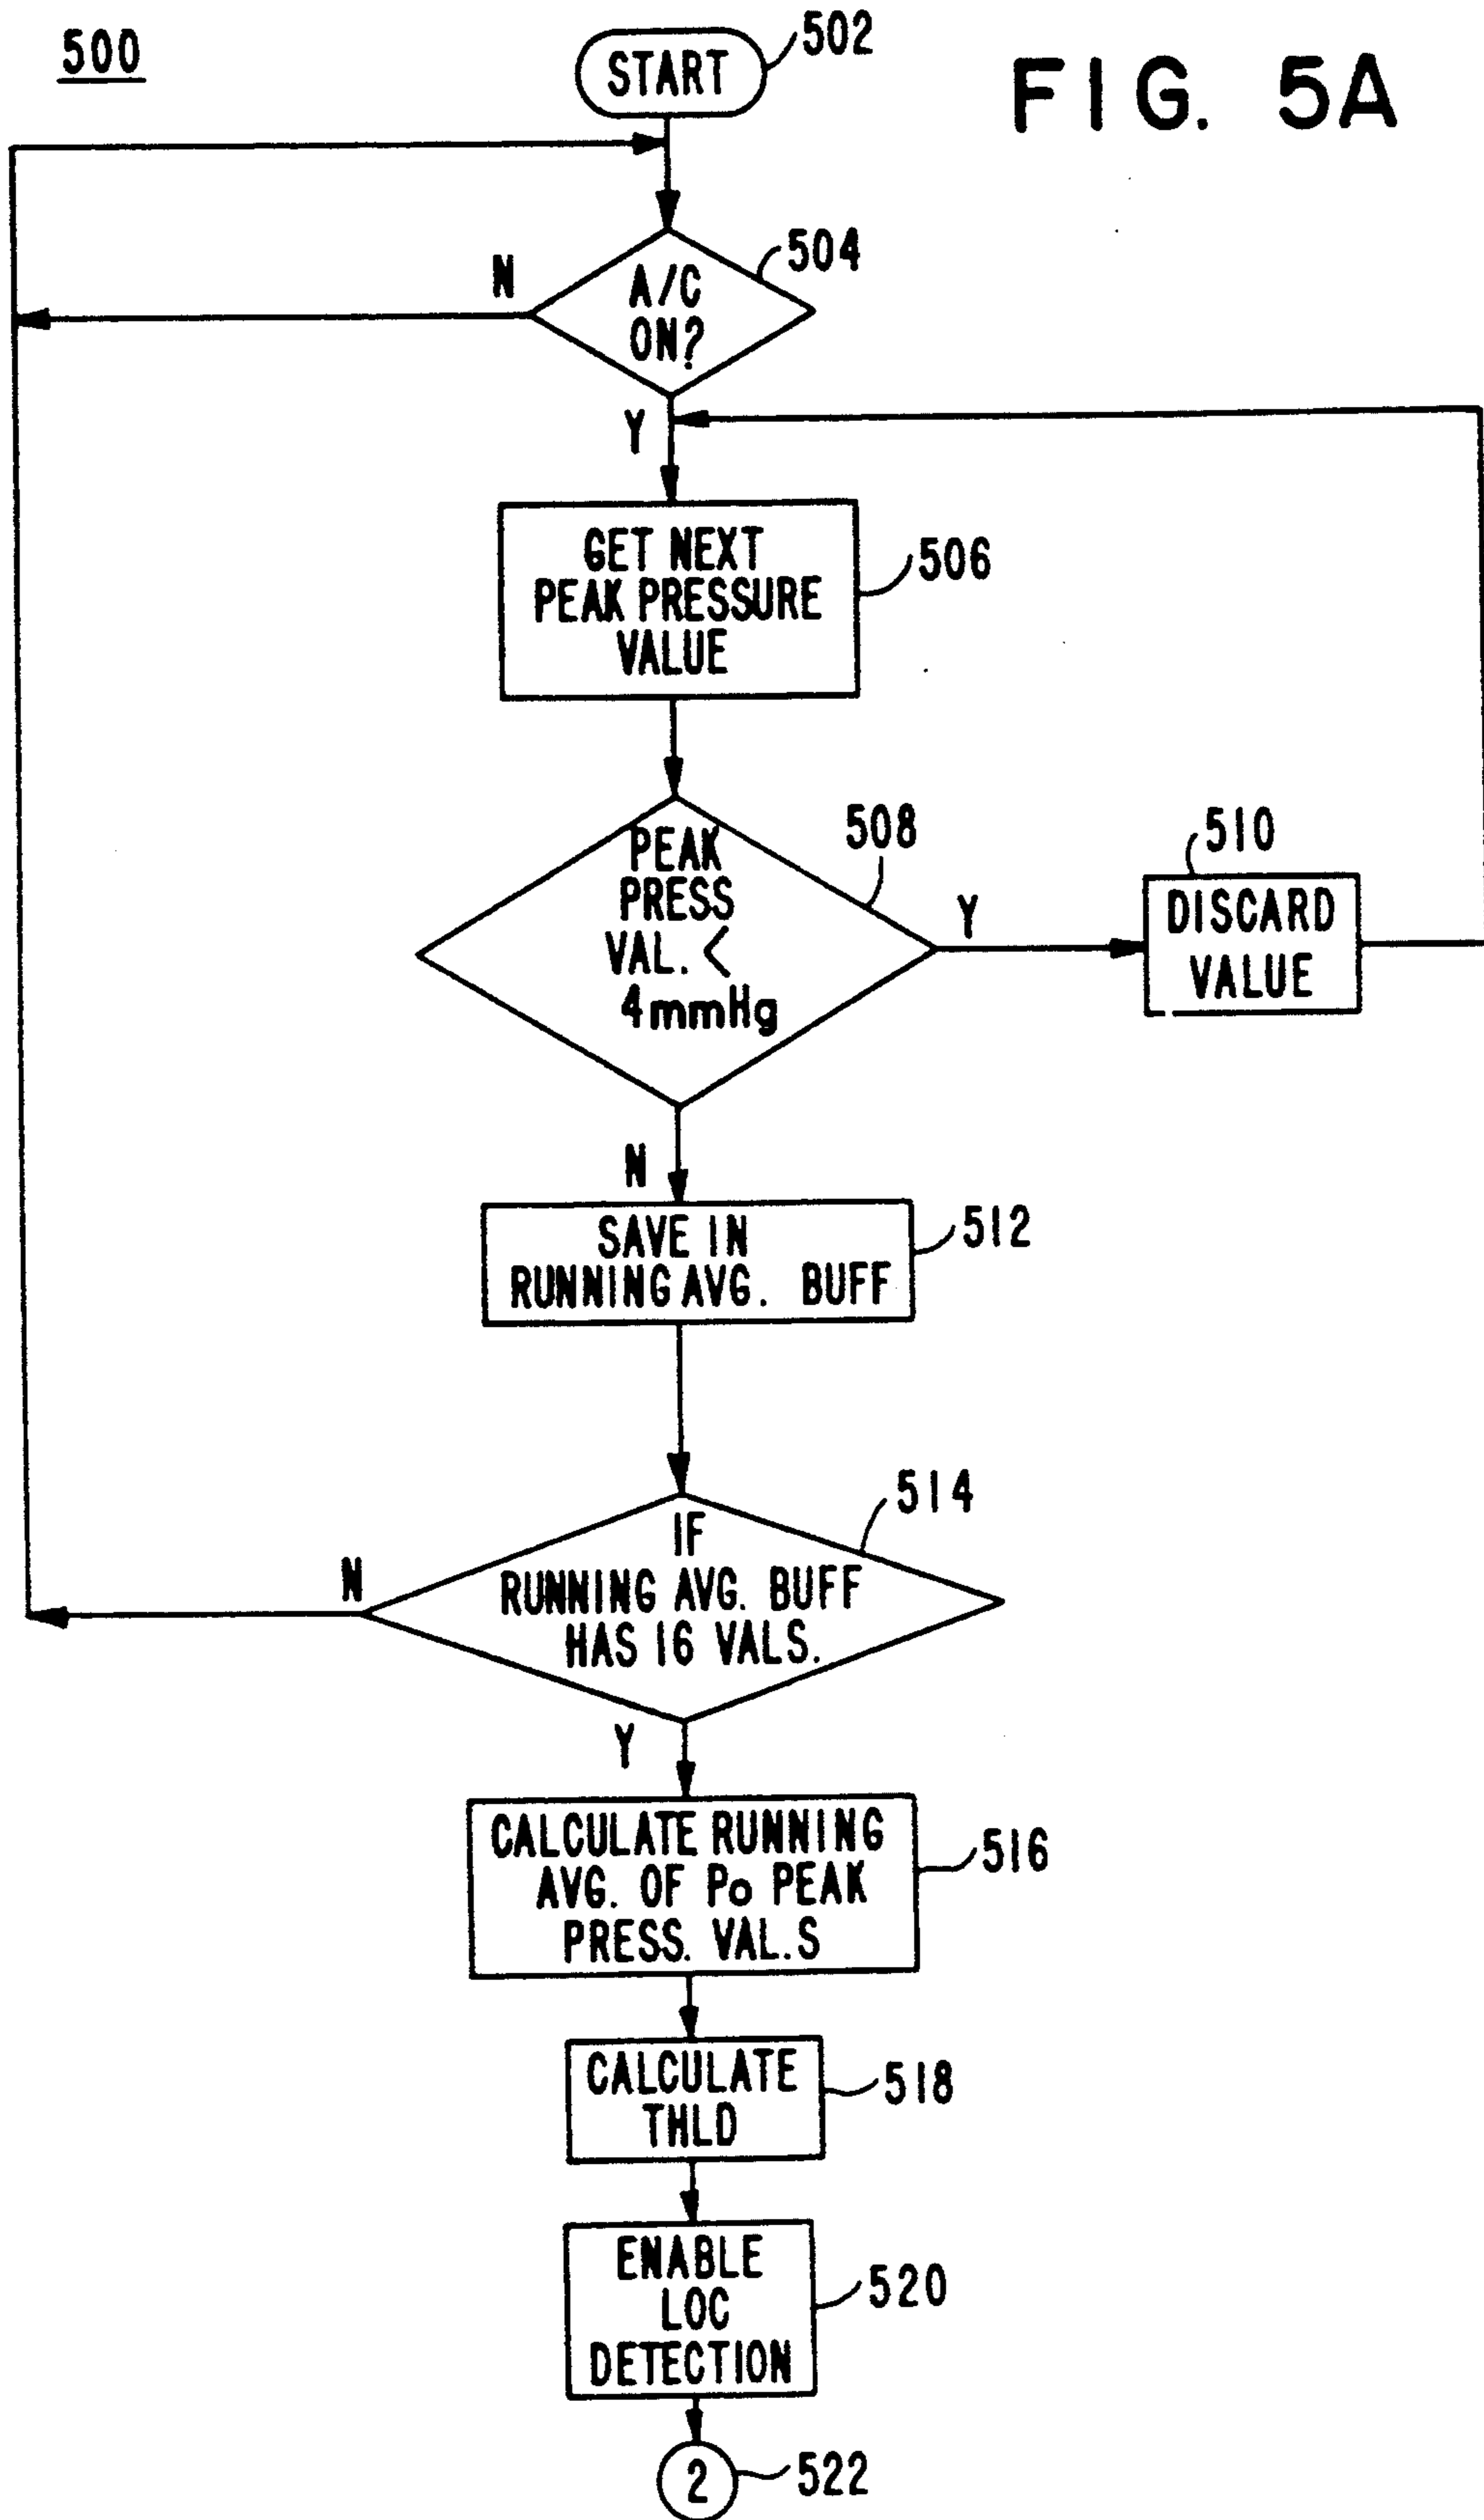 500
START
502
FIG. 5A
504
N
A/C
ON?
Y
GET NEXT
PEAK PRESSURE
VALUE
506
PEAK
PRESS
VAL. <
4mmHg
508
Y
510
DISCARD
VALUE
N
SAVE IN
RUNNING AVG. BUFF
512
514
IF
RUNNING AVG. BUFF
HAS 16 VALS.
N
Y
CALCULATE RUNNING
AVG. OF Po PEAK
PRESS. VAL.S
516
CALCULATE
THLD
518
ENABLE
LOC
DETECTION
520
2
522